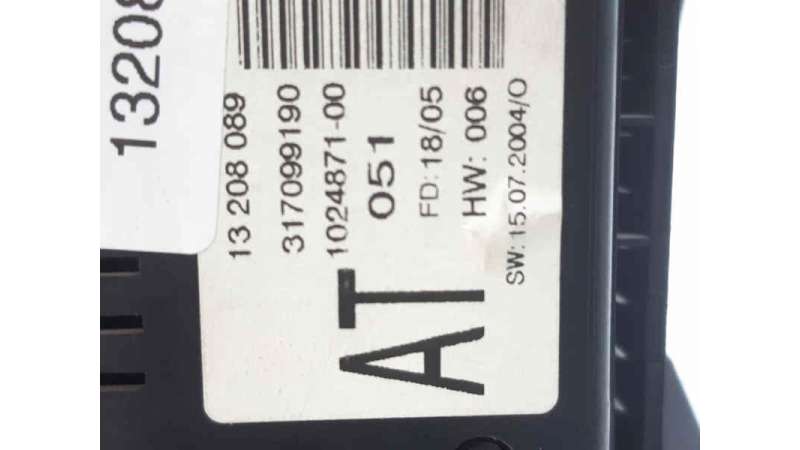 13208
13 208 089
317099190
1024871-00
051
FD: 18/05
HW: 006
SW: 15.07.2004/O
AT